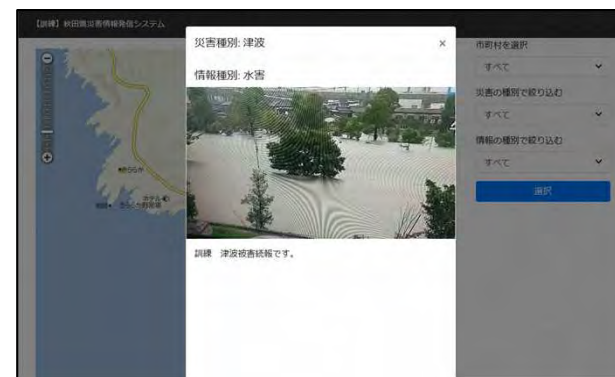 【訓練】秋田県災害情報発信システム
災害種別: 津波
×
情報種別: 水害
訓練 津波被害続報です。
市町村を選択
すべて
災害の種別で絞り込む
すべて
情報の種別で絞り込む
すべて
選択
ホテル